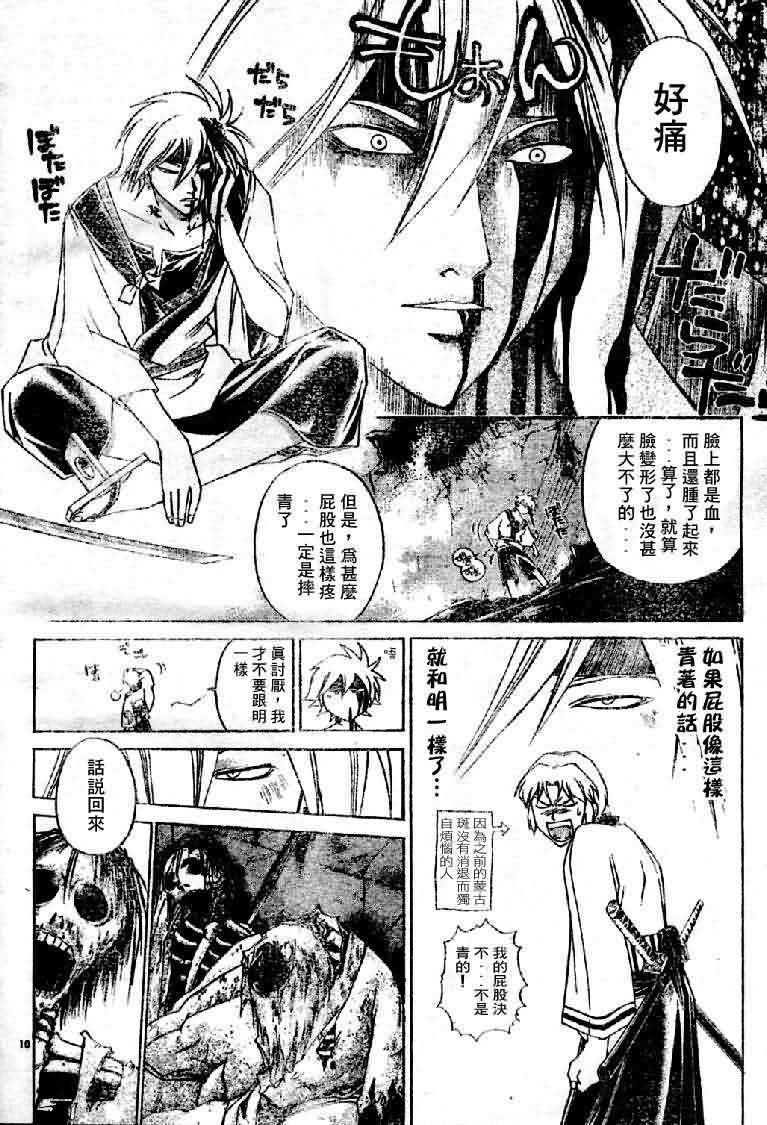 好
痛
もぉん
だら
だら
ぼた
ぼた
だら
臉上都是血，
而且還腫了起來
...算了，就算
臉變形了也沒甚
麼大不了的...
但是，爲甚麼
屁股也這樣疼
...一定是摔
青了
如果屁股像這樣
青著的話...
就和明一樣了...
因為之前的蒙古
斑沒有消退而獨
自煩惱的人
我的屁股決
不...不是
青的！
眞討厭，我
才不要跟明
一樣
話説回來
10